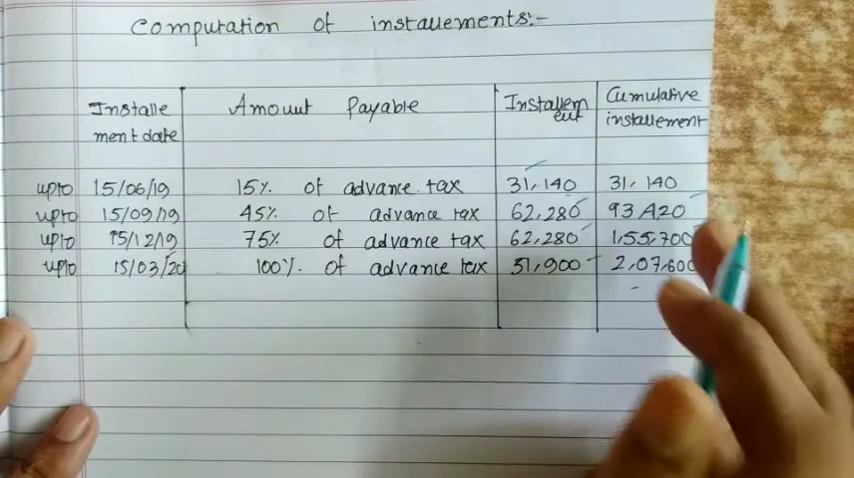 Computation of installements:-
Installe Amount Payable Installem Cumulative
ment date ent installement
upto 15/06/19 15% of advance tax 31,140 31,140
upto 15/09/19 45% of advance tax 62,280 93,420
upto 15/12/19 75% of advance tax 62,280 1,55,700
upto 15/03/20 100% of advance tax 51,900 2,07,600